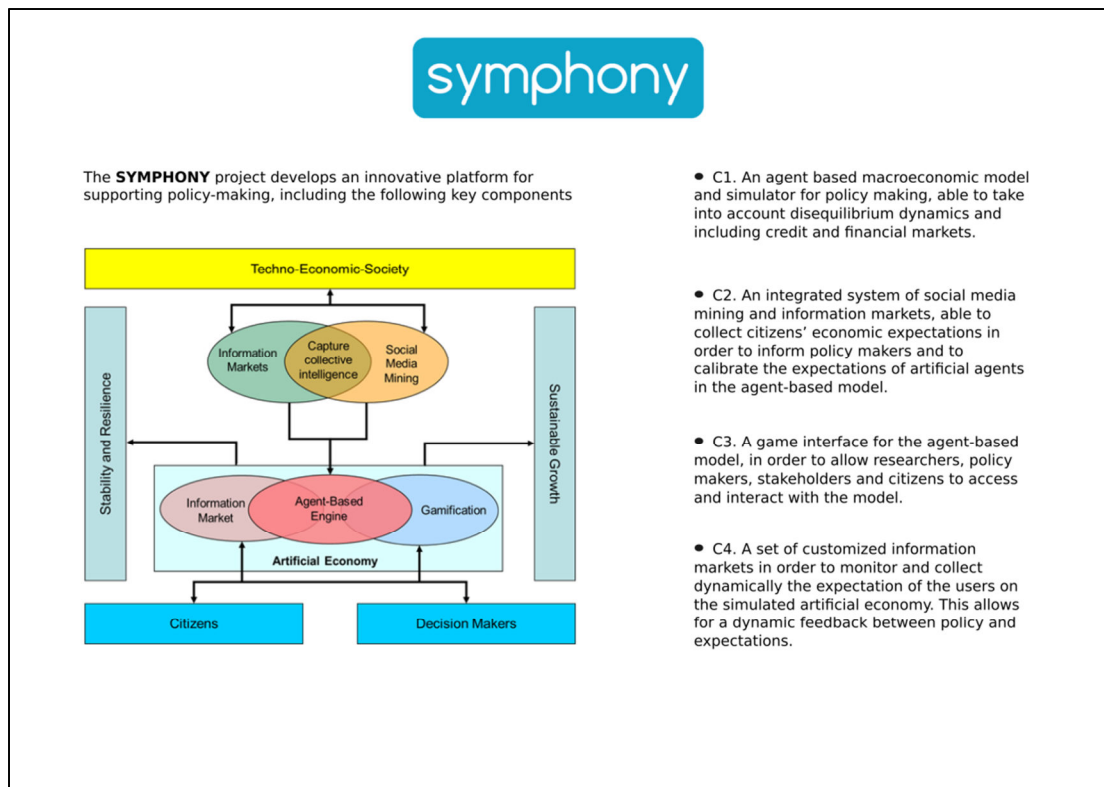 symphony
The SYMPHONY project develops an innovative platform for
supporting policy-making, including the following key components
Techno-Economic-Society
Stability and Resilience
Information
Markets
Capture
collective
intelligence
Social
Media
Mining
Sustainable Growth
Information
Market
Agent-Based
Engine
Gamification
Artificial Economy
Citizens
Decision Makers
• C1. An agent based macroeconomic model
and simulator for policy making, able to take
into account disequilibrium dynamics and
including credit and financial markets.
• C2. An integrated system of social media
mining and information markets, able to
collect citizens’ economic expectations in
order to inform policy makers and to
calibrate the expectations of artificial agents
in the agent-based model.
• C3. A game interface for the agent-based
model, in order to allow researchers, policy
makers, stakeholders and citizens to access
and interact with the model.
• C4. A set of customized information
markets in order to monitor and collect
dynamically the expectation of the users on
the simulated artificial economy. This allows
for a dynamic feedback between policy and
expectations.